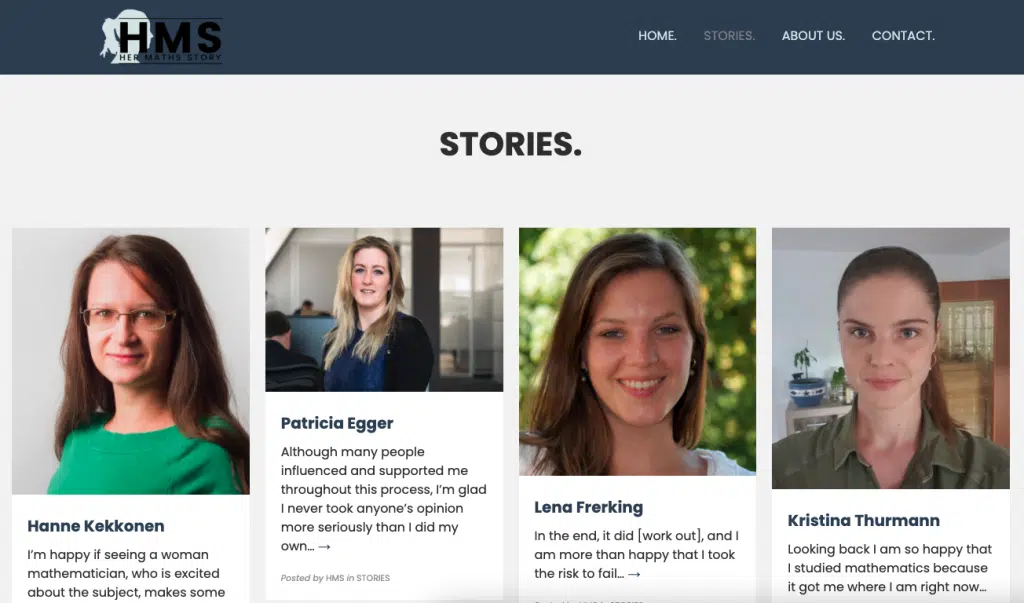 HMS
HER MATHS STORY
HOME.
STORIES.
ABOUT US.
CONTACT.
STORIES.
Hanne Kekkonen
I'm happy if seeing a woman
mathematician, who is excited
about the subject, makes some
Patricia Egger
Although many people
influenced and supported me
throughout this process, I'm glad
I never took anyone's opinion
more seriously than I did my
own… →
Posted by HMS in STORIES
Lena Frerking
In the end, it did [work out], and I
am more than happy that I took
the risk to fail… →
Kristina Thurmann
Looking back I am so happy that
I studied mathematics because
it got me where I am right now…